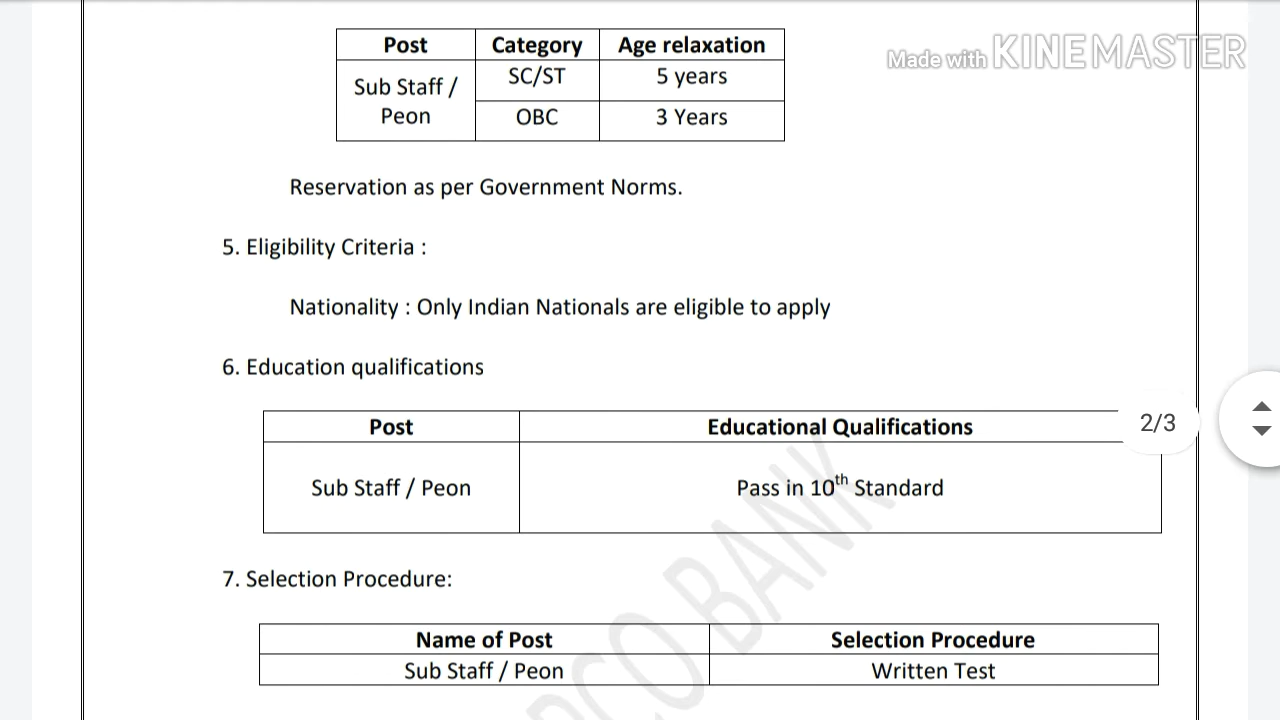 Made with KINEMASTER
Post Category Age relaxation
Sub Staff / Peon SC/ST 5 years
OBC 3 Years
Reservation as per Government Norms.
5. Eligibility Criteria :
Nationality : Only Indian Nationals are eligible to apply
6. Education qualifications
Post Educational Qualifications
2/3
Sub Staff / Peon Pass in 10th Standard
7. Selection Procedure:
Name of Post Selection Procedure
Sub Staff / Peon Written Test
CO BANK